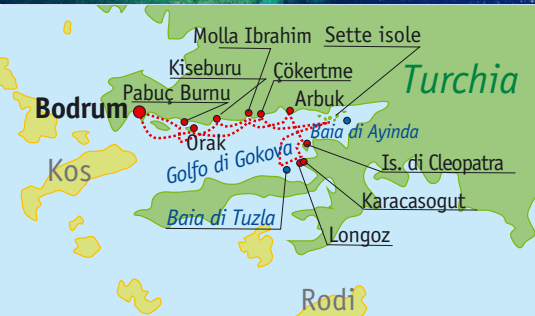 Molla Ibrahim
Sette isole
Kiseburu
Çökertme
Turchia
Pabuç Burnu
Arbuk
Bodrum
Orak
Baia di Ayinda
Golfo di Gokova
Is. di Cleopatra
Kos
Karacasogut
Baia di Tuzla
Longoz
Rodi